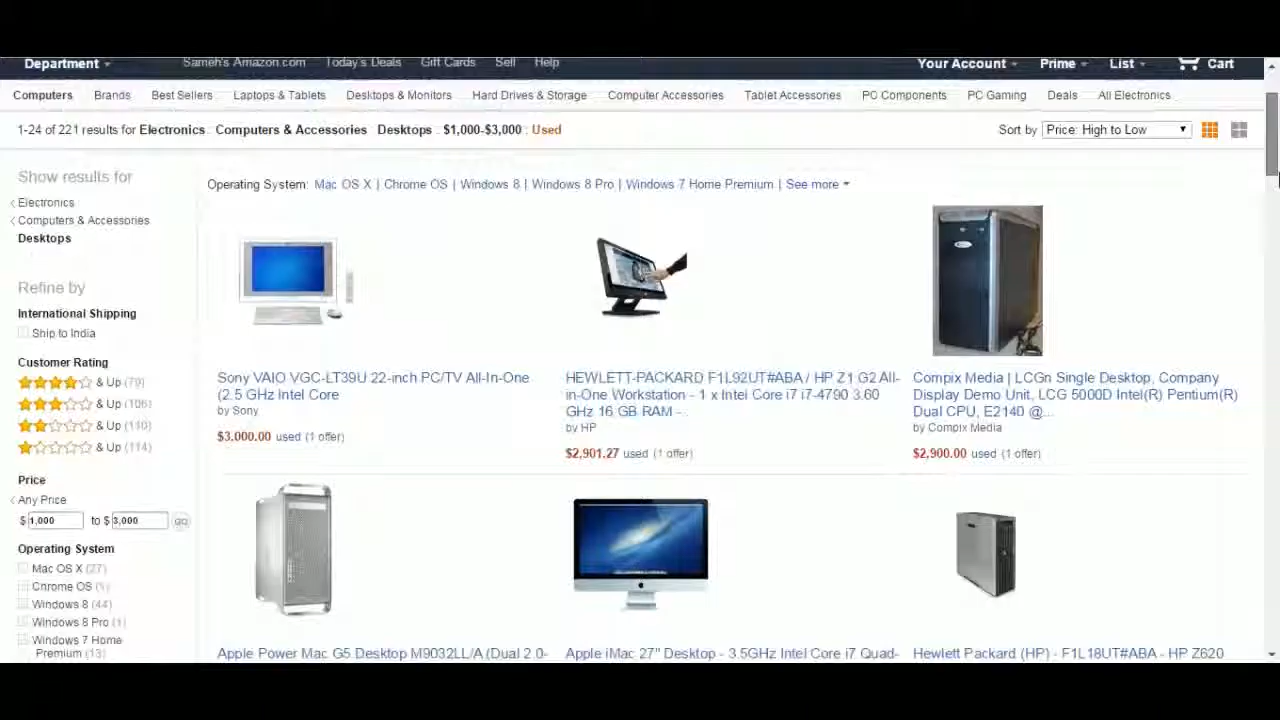 Department
Sameh's Amazon.com Today's Deals Gift Cards Sell Help
Your Account Prime List Cart
Computers Brands Best Sellers Laptops & Tablets Desktops & Monitors Hard Drives & Storage Computer Accessories Tablet Accessories PC Components PC Gaming Deals All Electronics
1-24 of 221 results for Electronics : Computers & Accessories : Desktops : $1,000-$3,000 : Used
Sort by Price: High to Low
Show results for
Electronics
Computers & Accessories
Desktops
Refine by
International Shipping
Ship to India
Customer Rating
& Up (79)
& Up (106)
& Up (110)
& Up (114)
Price
Any Price
$ 1,000 to $ 3,000 go
Operating System
Mac OS X (27)
Chrome OS
Windows 8 (44)
Windows 8 Pro (1)
Windows 7 Home
Premium (13)
Operating System: Mac OS X | Chrome OS | Windows 8 | Windows 8 Pro | Windows 7 Home Premium | See more
Sony VAIO VGC-LT39U 22-inch PC/TV All-In-One
(2.5 GHz Intel Core
by Sony
$3,000.00 used (1 offer)
HEWLETT-PACKARD F1L92UT#ABA / HP Z1 G2 All-
in-One Workstation - 1 x Intel Core i7 i7-4790 3.60
GHz 16 GB RAM -...
by HP
$2,901.27 used (1 offer)
Compix Media | LCGn Single Desktop, Company
Display Demo Unit, LCG 5000D Intel(R) Pentium(R)
Dual CPU, E2140 @...
by Compix Media
$2,900.00 used (1 offer)
Apple Power Mac G5 Desktop M9032LL/A (Dual 2.0-
Apple iMac 27" Desktop - 3.5GHz Intel Core i7 Quad-
Hewlett Packard (HP) - F1L18UT#ABA - HP Z620